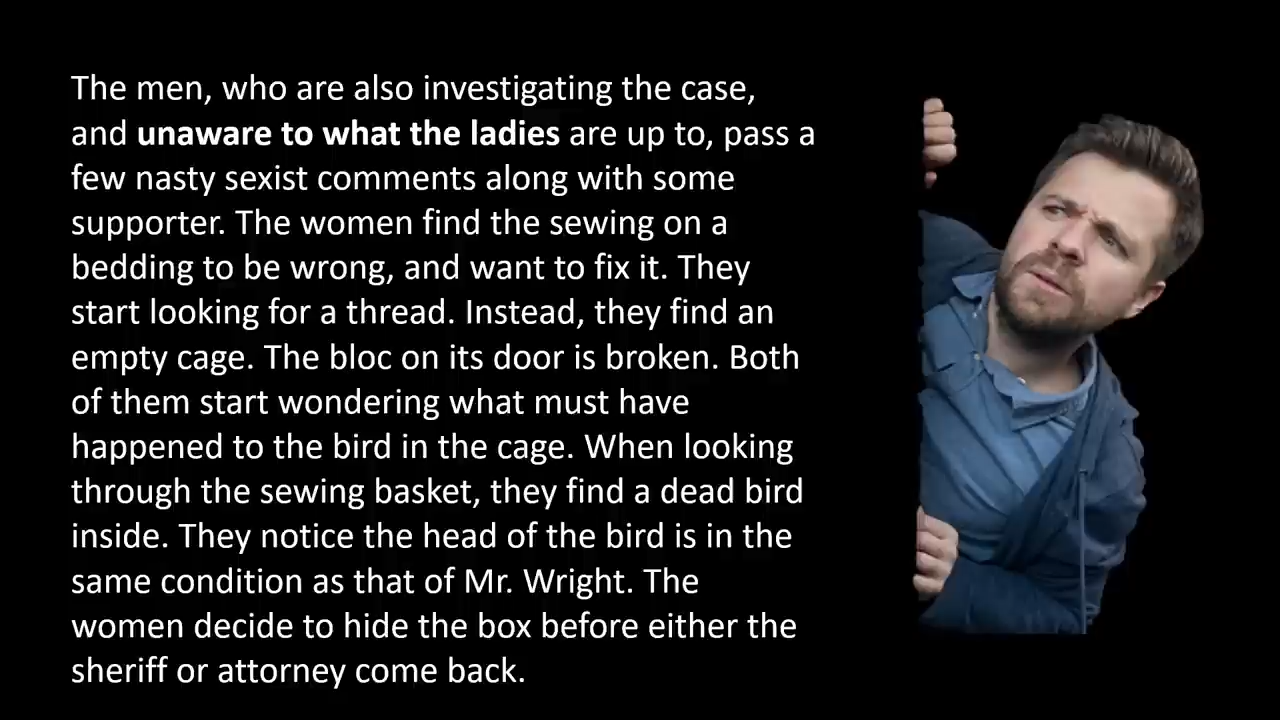 The men, who are also investigating the case,
and unaware to what the ladies are up to, pass a
few nasty sexist comments along with some
supporter. The women find the sewing on a
bedding to be wrong, and want to fix it. They
start looking for a thread. Instead, they find an
empty cage. The bloc on its door is broken. Both
of them start wondering what must have
happened to the bird in the cage. When looking
through the sewing basket, they find a dead bird
inside. They notice the head of the bird is in the
same condition as that of Mr. Wright. The
women decide to hide the box before either the
sheriff or attorney come back.